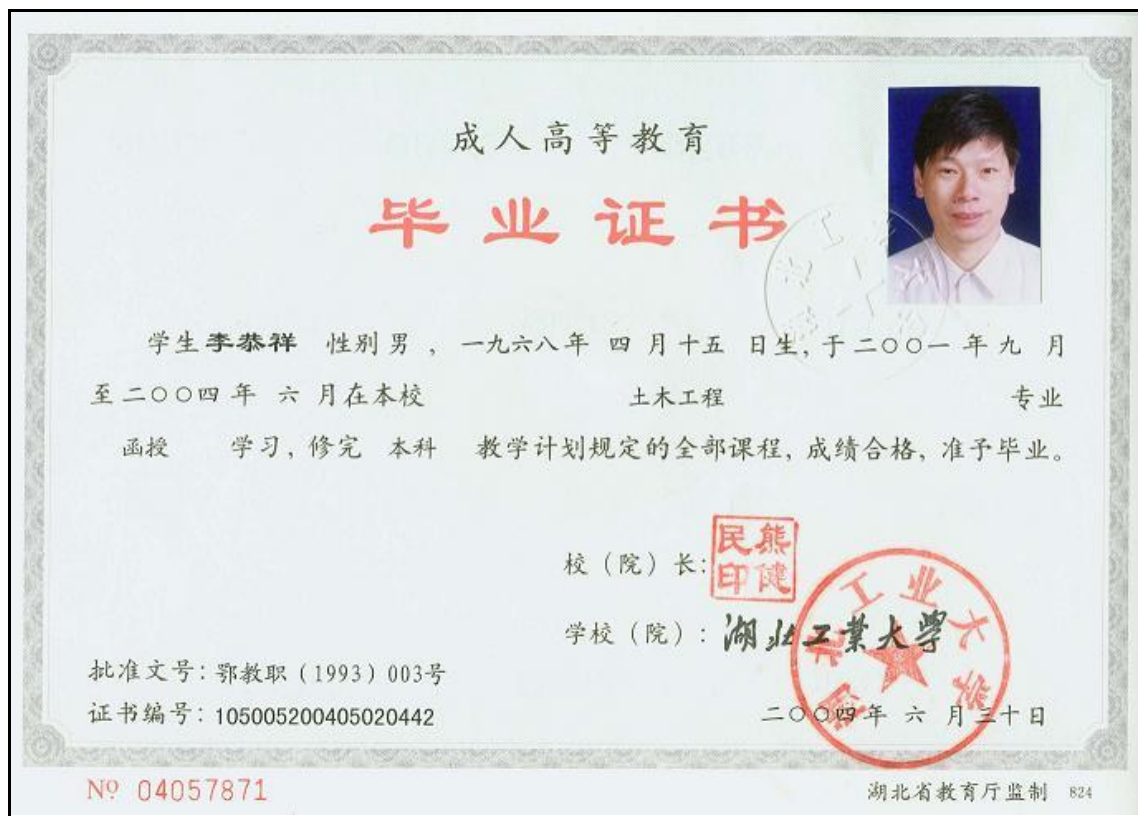 成人高等教育
毕业证书
学生李恭祥 性别男，一九六八年 四 月十五 日生，于二〇〇一 年九 月
至二〇〇四 年 六 月在本校 土木工程 专业
函授 学习，修完 本科 教学计划规定的全部课程，成绩合格，准予毕业。
熊健民印
校（院）长：
学校（院）：湖北工業大學
湖北工业大学
批准文号：鄂教职（1993）003号
证书编号：105005200405020442
二〇〇四年 六 月三十日
Nº 04057871
湖北省教育厅监制 824